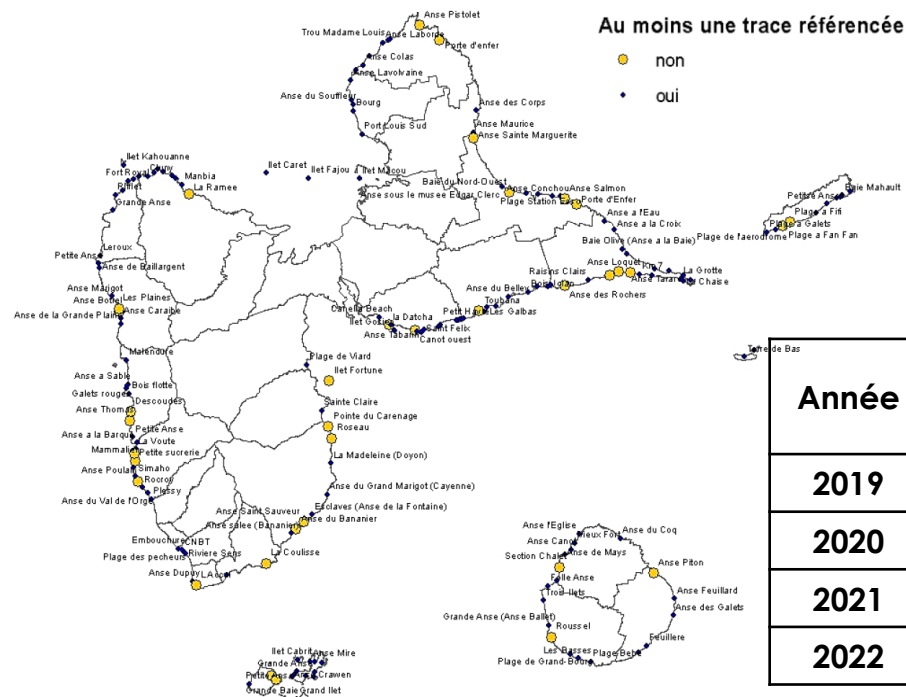 Au moins une trace référencée
non
oui
Anse Pistolet
Trou Madame Louis
Anse Laborde
Porte d'enfer
Anse Colas
Anse Lavolvaine
Anse du Souffleur
Bourg
Port Louis Sud
Anse des Corps
Anse Maurice
Anse Sainte Marguerite
Ilet Kahouanne
Fort Royal
Cluny
Manbia
La Ramee
Grande Anse
Ilet Caret
Ilet Fajou
Ilet Macou
Anse sous le musee Edgar Clerc
Baie du Nord-Ouest
Anse Conchou
Anse Salmon
Plage Station
Porte d'Enfer
Anse a l'Eau
Anse a la Croix
Baie Olive (Anse a la Baie)
Baie Mahault
Petite Anse
Plage a Fifi
Plage a Galets
Plage a Fan Fan
Plage de l'aerodrome
Leroux
Petite Anse
Anse de Baillargent
Anse Marigot
Les Plaines
Anse Caraibe
Anse de la Grande Plaine
Anse Loquet
Km 7
La Grotte
Anse Tarare
Raisins Clairs
Anse des Rochers
Anse du Belley
Toubana
Petit Havre
Les Galbas
Canella Beach
la Datcha
Ilet Gosier
Anse Tabarin
Saint Felix
Canot ouest
Malendure
Anse a Sable
Bois flotte
Galets rouges
Descoudes
Anse Thomas
Petite Anse
Anse a la Barque
La Voute
Petite sucrerie
Simaho
Rocroy
Plessy
Anse du Val de l'Orge
Plage de Viard
Ilet Fortune
Sainte Claire
Pointe du Carenage
Roseau
La Madeleine (Doyon)
Anse du Grand Marigot (Cayenne)
Esclaves (Anse de la Fontaine)
Anse Saint Sauveur
Anse du Bananier
Anse salee (Bananier)
Embouchure
CNBT
Riviere Sens
Plage des pecheurs
Anse Dupuy
La Coulisse
Terre de Bas
Année
2019
2020
2021
2022
Anse l'Eglise
Vieux Fort
Anse du Coq
Anse Canot
Section Chalet
Anse de Mays
Anse Piton
Folle Anse
Trois Ilets
Anse Feuillard
Anse des Galets
Grande Anse (Anse Ballet)
Roussel
Feuillere
Les Basses
Plage Bebe
Plage de Grand-Bourg
Ilet Cabrit
Anse Mire
Grande Anse
Anse Crawen
Grande Baie
Grand Ilet